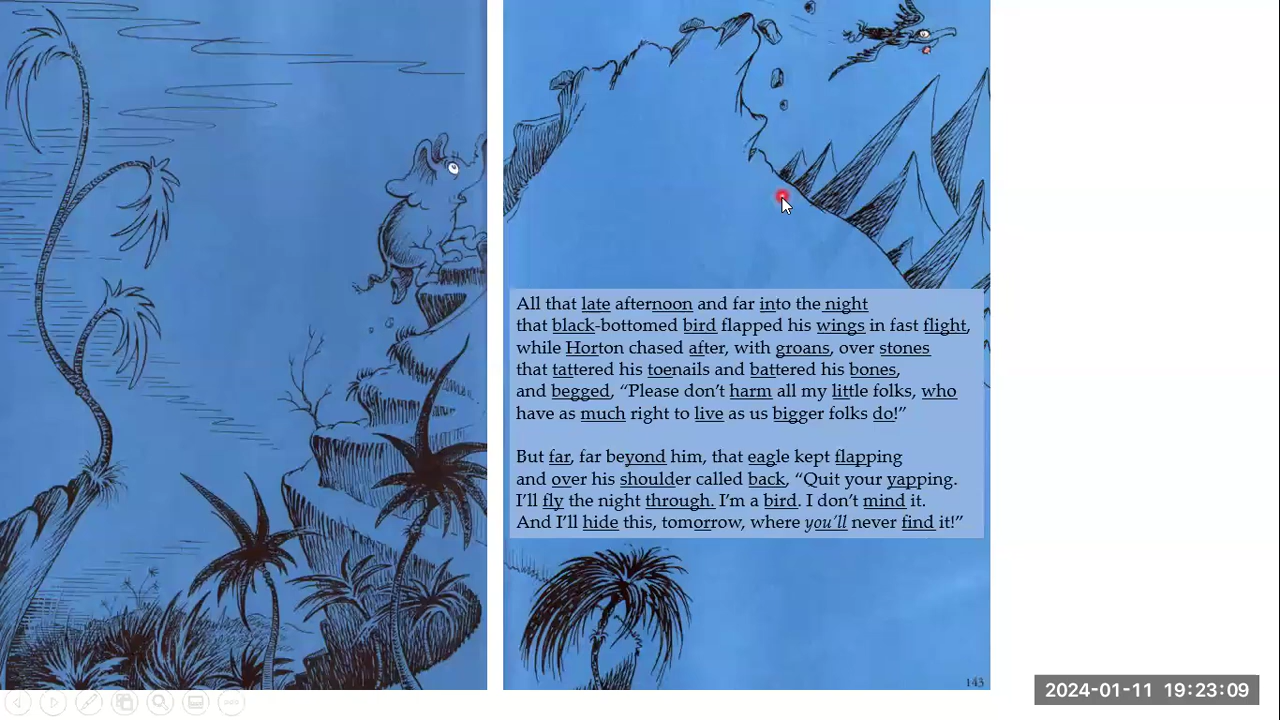 All that late afternoon and far into the night
that black-bottomed bird flapped his wings in fast flight,
while Horton chased after, with groans, over stones
that tattered his toenails and battered his bones,
and begged, “Please don’t harm all my little folks, who
have as much right to live as us bigger folks do!”
But far, far beyond him, that eagle kept flapping
and over his shoulder called back, “Quit your yapping.
I’ll fly the night through. I’m a bird. I don’t mind it.
And I’ll hide this, tomorrow, where you’ll never find it!”
143
2024-01-11 19:23:09